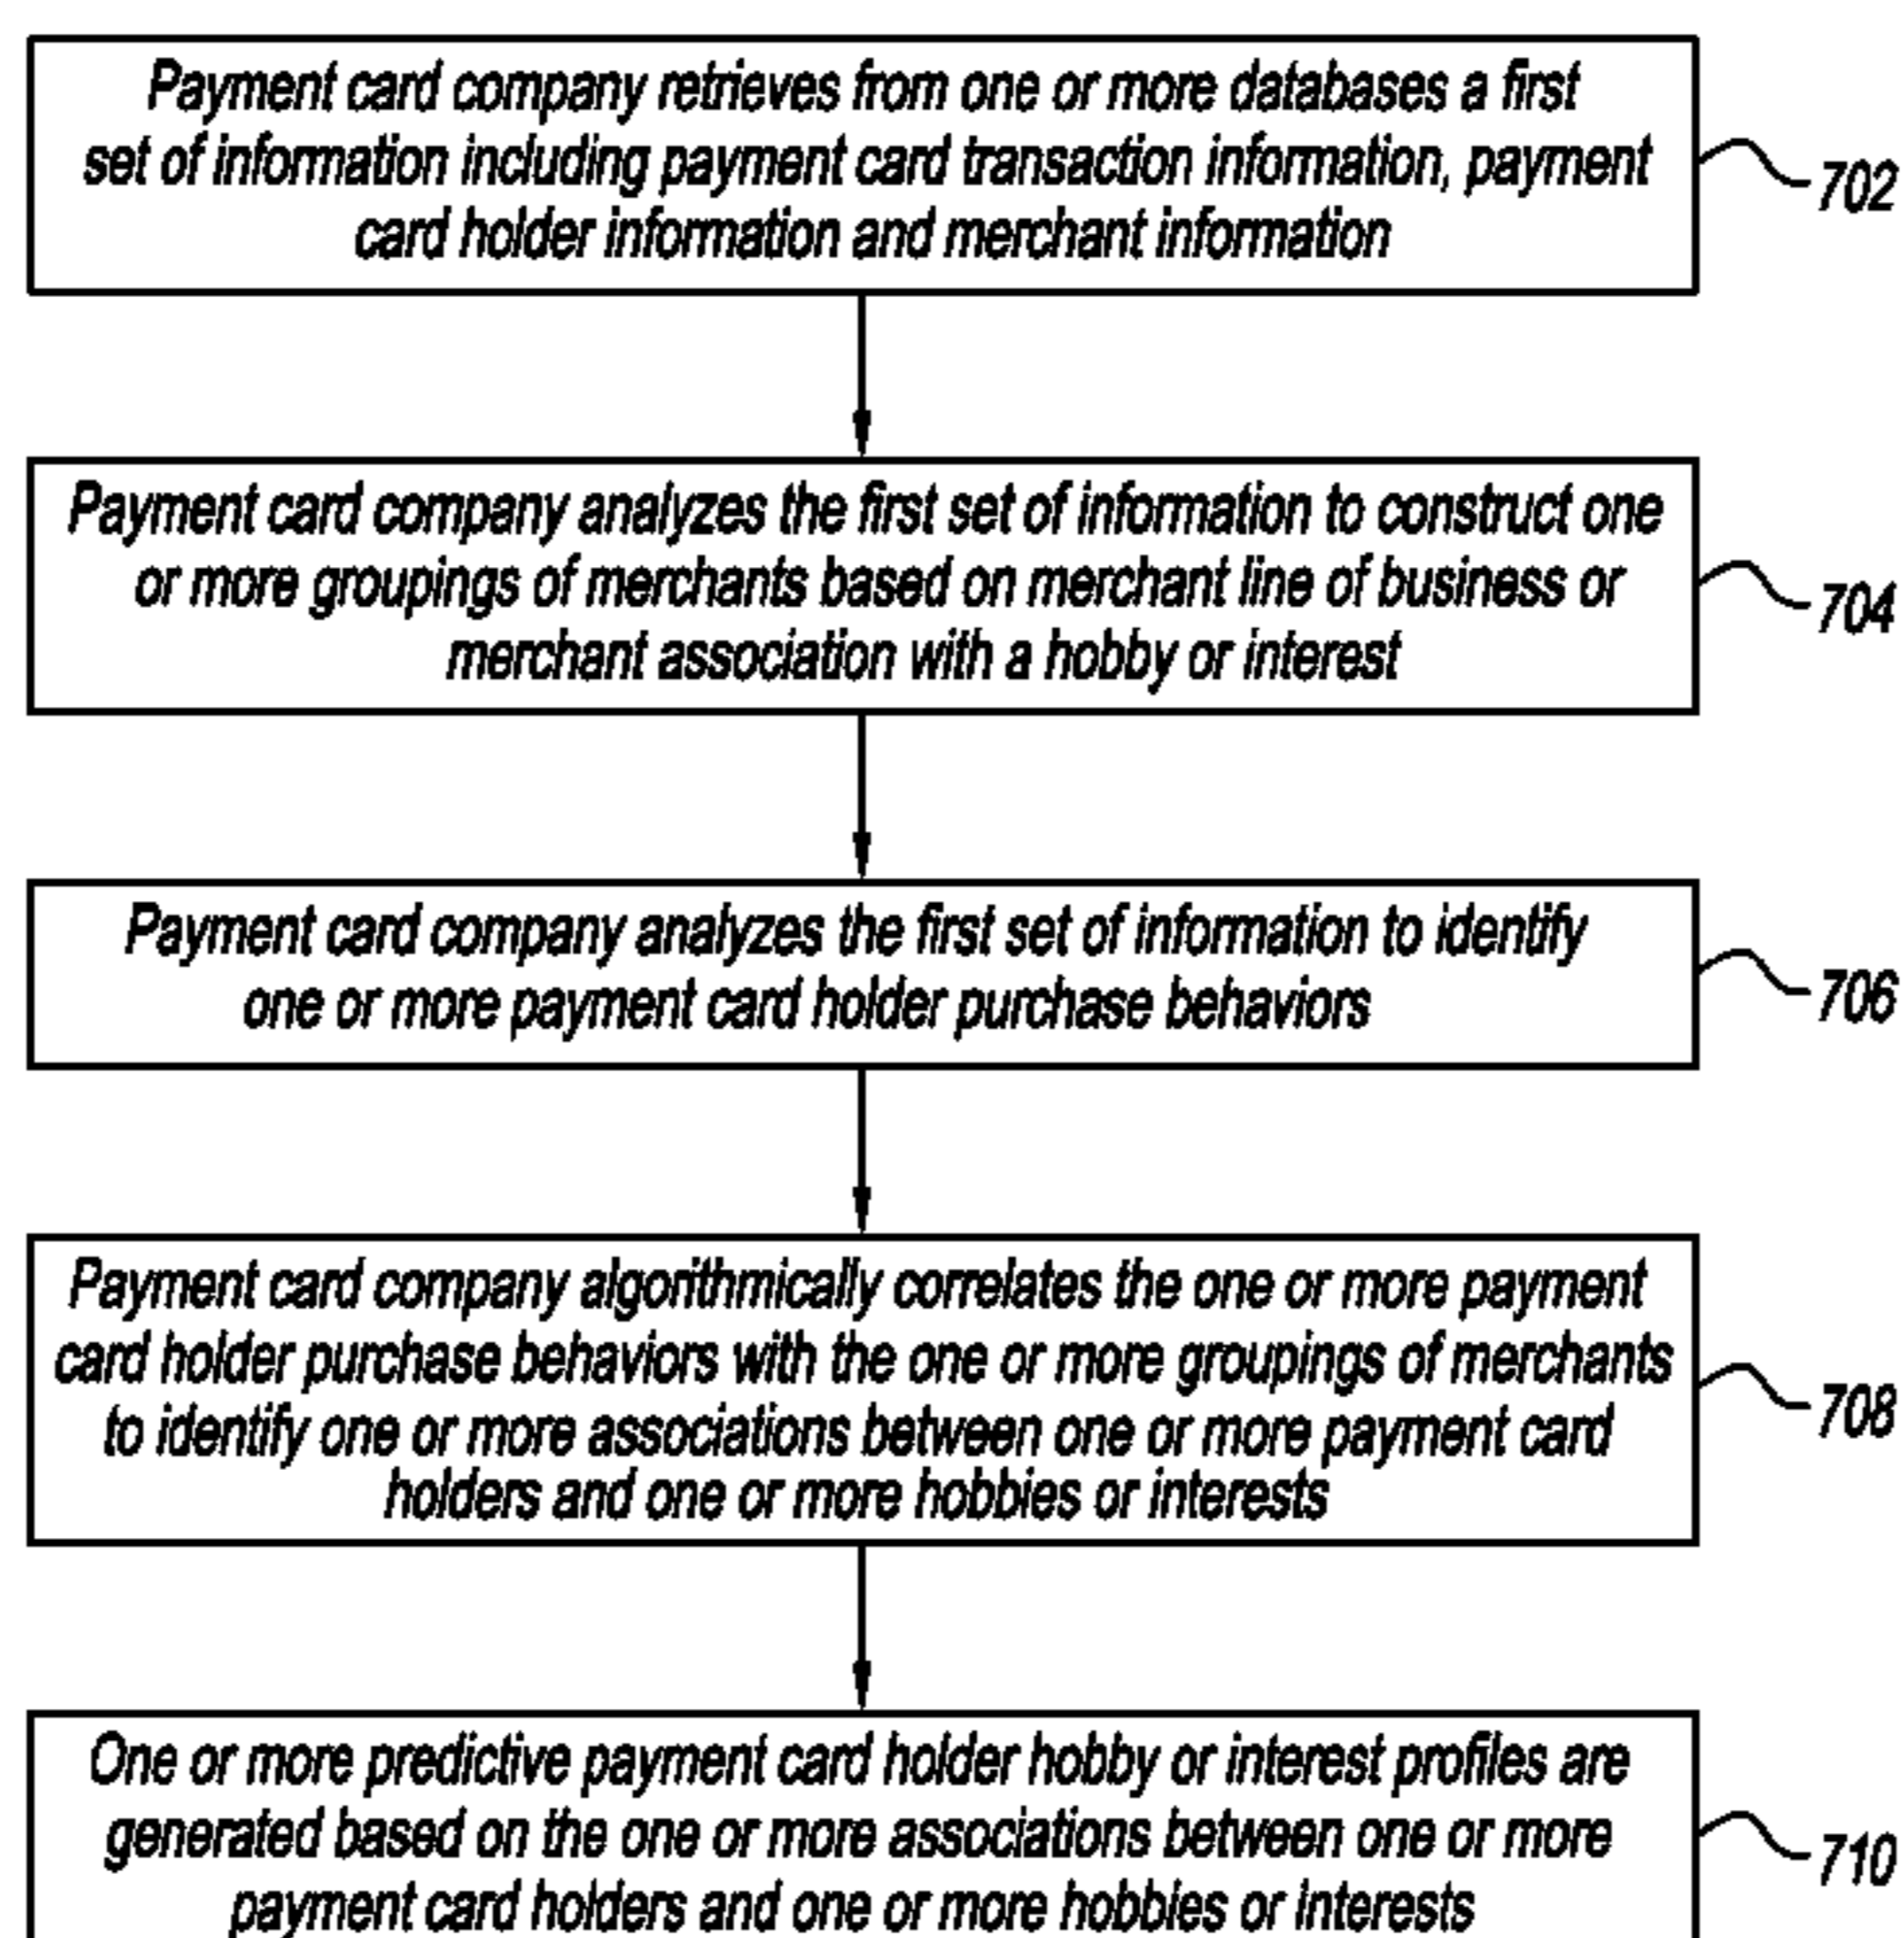 Payment card company retrieves from one or more databases a first
set of information including payment card transaction information, payment
card holder information and merchant information
702
Payment card company analyzes the first set of information to construct one
or more groupings of merchants based on merchant line of business or
merchant association with a hobby or interest
704
Payment card company analyzes the first set of information to identify
one or more payment card holder purchase behaviors
706
Payment card company algorithmically correlates the one or more payment
card holder purchase behaviors with the one or more groupings of merchants
to identify one or more associations between one or more payment card
holders and one or more hobbies or interests
708
One or more predictive payment card holder hobby or interest profiles are
generated based on the one or more associations between one or more
payment card holders and one or more hobbies or interests
710